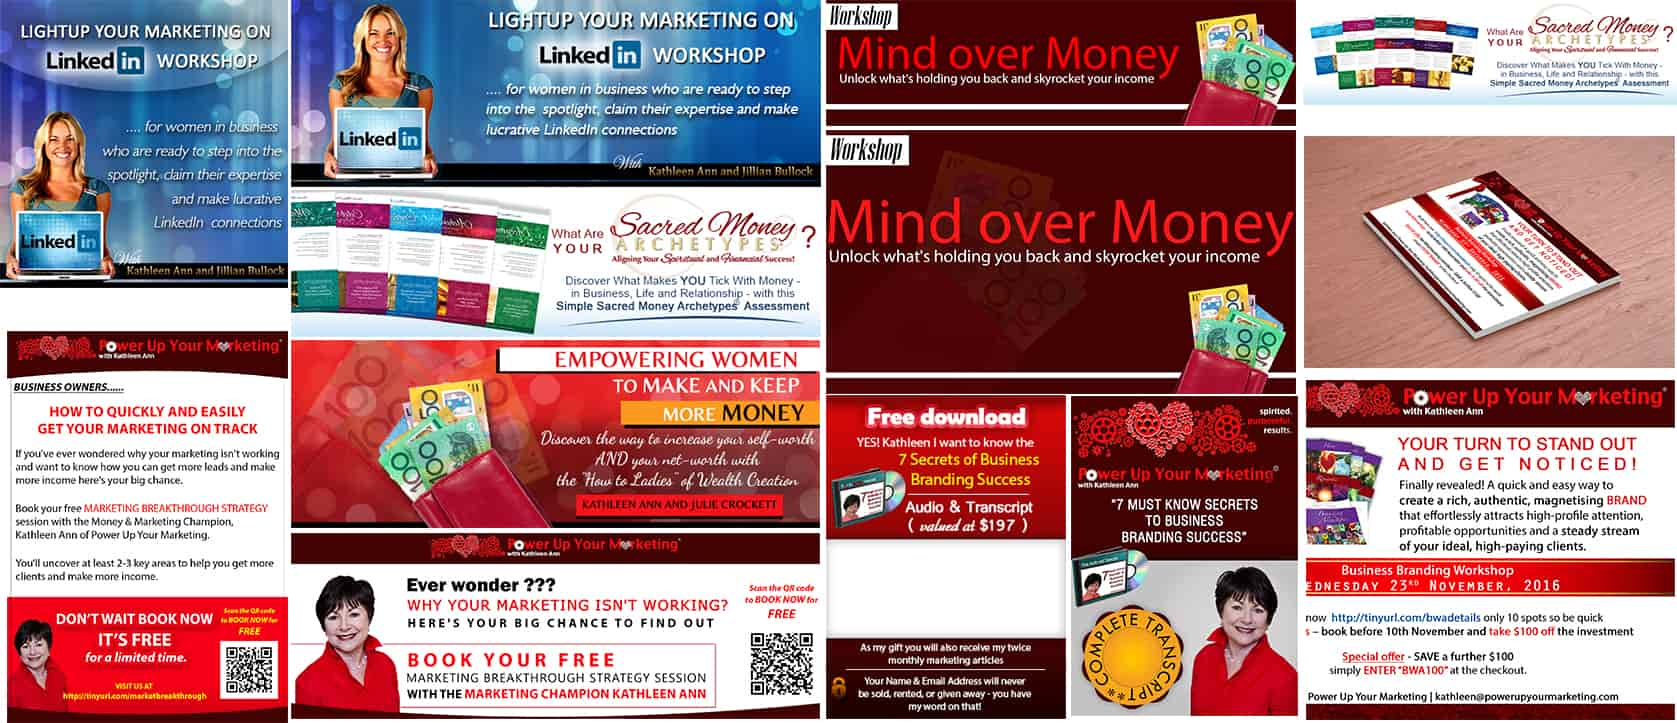 LIGHTUP YOUR MARKETING ON
Linked in WORKSHOP
.... for women in business
who are ready to step into the
spotlight, claim their expertise
and make lucrative
LinkedIn connections
Linked in
With
Kathleen Ann and Jillian Bullock
LIGHTUP YOUR MARKETING ON
Linked in WORKSHOP
.... for women in business who are ready to step
into the spotlight, claim their expertise and make
lucrative LinkedIn connections
Linked in
With
Kathleen Ann and Jillian Bullock
Workshop
Mind over Money
Unlock what's holding you back and skyrocket your income
What Are
YOUR
Sacred Money
ARCHETYPES
?
Aligning Your Spiritual and Financial Success!
Discover What Makes YOU Tick With Money -
in Business, Life and Relationship - with this
Simple Sacred Money Archetypes® Assessment
What Are
YOUR
Sacred Money
ARCHETYPES
?
Aligning Your Spiritual and Financial Success!
Discover What Makes YOU Tick With Money -
in Business, Life and Relationship - with this
Simple Sacred Money Archetypes® Assessment
Workshop
Mind over Money
Unlock what's holding you back and skyrocket your income
100
YOUR TURN TO STAND OUT
AND GET NOTICED!
Power Up Your Marketing®
with Kathleen Ann
BUSINESS OWNERS......
HOW TO QUICKLY AND EASILY
GET YOUR MARKETING ON TRACK
If you've ever wondered why your marketing isn't working
and want to know how you can get more leads and make
more income here's your big chance.
Book your free MARKETING BREAKTHROUGH STRATEGY
session with the Money & Marketing Champion,
Kathleen Ann of Power Up Your Marketing.
You'll uncover at least 2-3 key areas to help you get more
clients and make more income.
DON'T WAIT BOOK NOW
IT'S FREE
for a limited time.
VISIT US AT
http://tinyurl.com/marketbreakthrough
Scan the QR code
to BOOK NOW for
FREE
EMPOWERING WOMEN
TO MAKE AND KEEP
MORE MONEY
Discover the way to increase your self-worth
AND your net-worth with
the "How to Ladies" of Wealth Creation
KATHLEEN ANN AND JULIE CROCKETT
100
Power Up Your Marketing®
with Kathleen Ann
Ever wonder ???
WHY YOUR MARKETING ISN'T WORKING?
HERE'S YOUR BIG CHANCE TO FIND OUT
BOOK YOUR FREE
MARKETING BREAKTHROUGH STRATEGY SESSION
WITH THE MARKETING CHAMPION KATHLEEN ANN
Scan the QR code
to BOOK NOW for
FREE
Free download
YES! Kathleen I want to know the
7 Secrets of Business
Branding Success
Audio & Transcript
( valued at $197 )
As my gift you will also receive my twice
monthly marketing articles
Your Name & Email Address will never
be sold, rented, or given away - you have
my word on that!
spirited.
purposeful.
results.
Power Up Your Marketing®
with Kathleen Ann
"7 MUST KNOW SECRETS
TO BUSINESS
BRANDING SUCCESS"
COMPLETE TRANSCRIPT**
Power Up Your Marketing®
with Kathleen Ann
YOUR TURN TO STAND OUT
AND GET NOTICED!
Finally revealed! A quick and easy way to
create a rich, authentic, magnetising BRAND
that effortlessly attracts high-profile attention,
profitable opportunities and a steady stream
of your ideal, high-paying clients.
Business Branding Workshop
EDNESDAY 23RD NOVEMBER, 2016
now http://tinyurl.com/bwadetails only 10 spots so be quick
s – book before 10th November and take $100 off the investment
Special offer - SAVE a further $100
simply ENTER "BWA100" at the checkout.
Power Up Your Marketing | kathleen@powerupyourmarketing.com